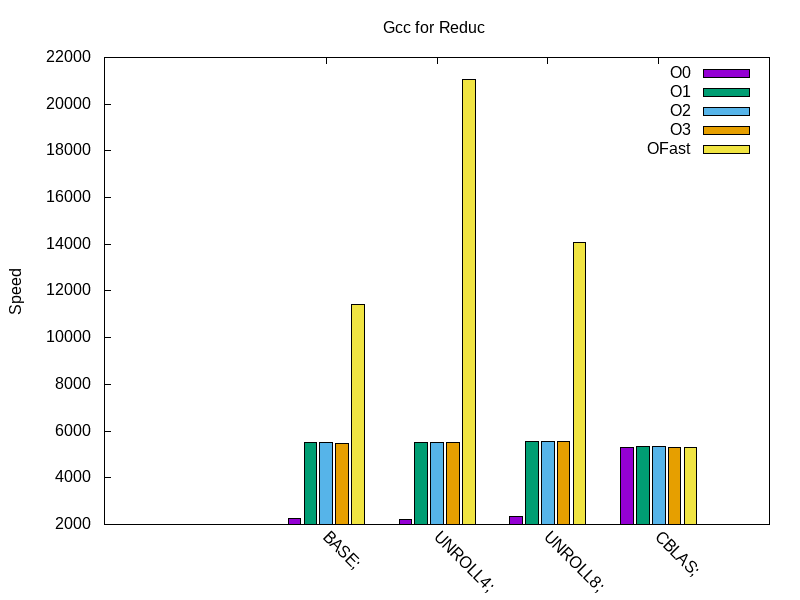 Gcc for Reduc
22000
20000
18000
16000
14000
12000
10000
8000
6000
4000
2000
Speed
O0
O1
O2
O3
OFast
BASE;
UNROLL4;
UNROLL8;
CBLAS;